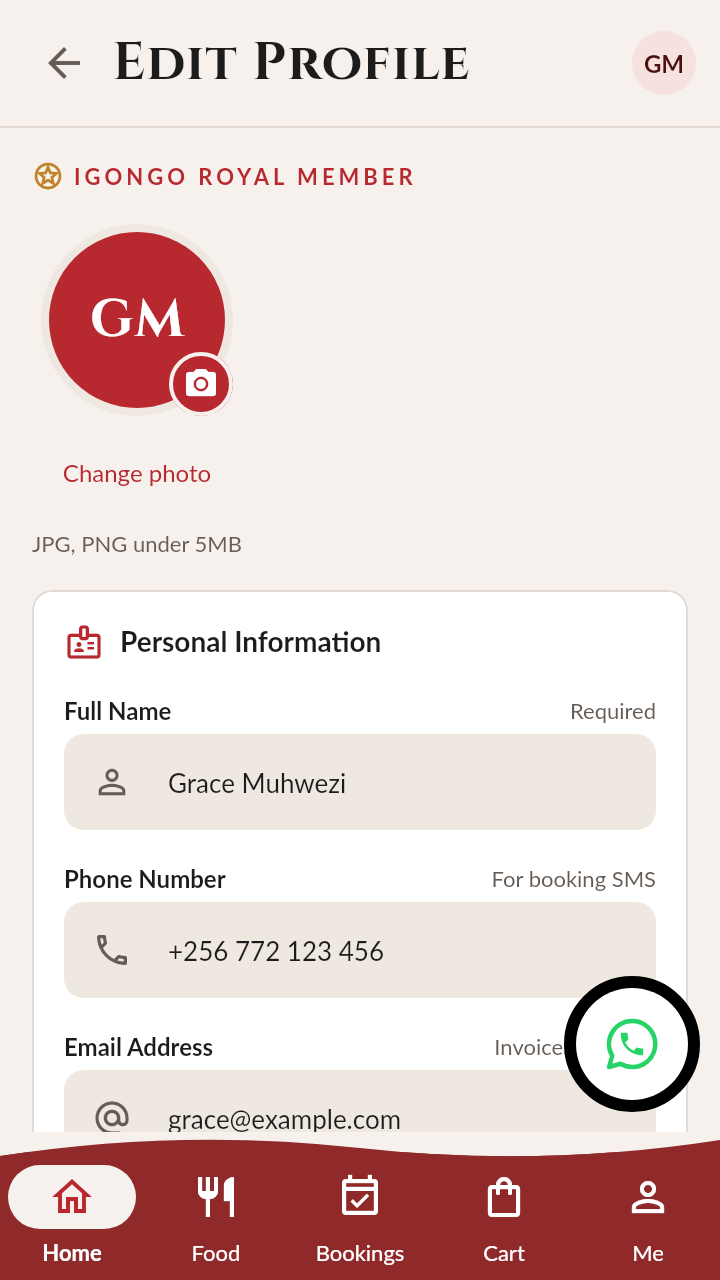 Edit Profile
GM
IGONGO ROYAL MEMBER
GM
Change photo
JPG, PNG under 5MB
Personal Information
Full Name Required
Grace Muhwezi
Phone Number For booking SMS
+256 772 123 456
Email Address Invoice
grace@example.com
Home Food Bookings Cart Me